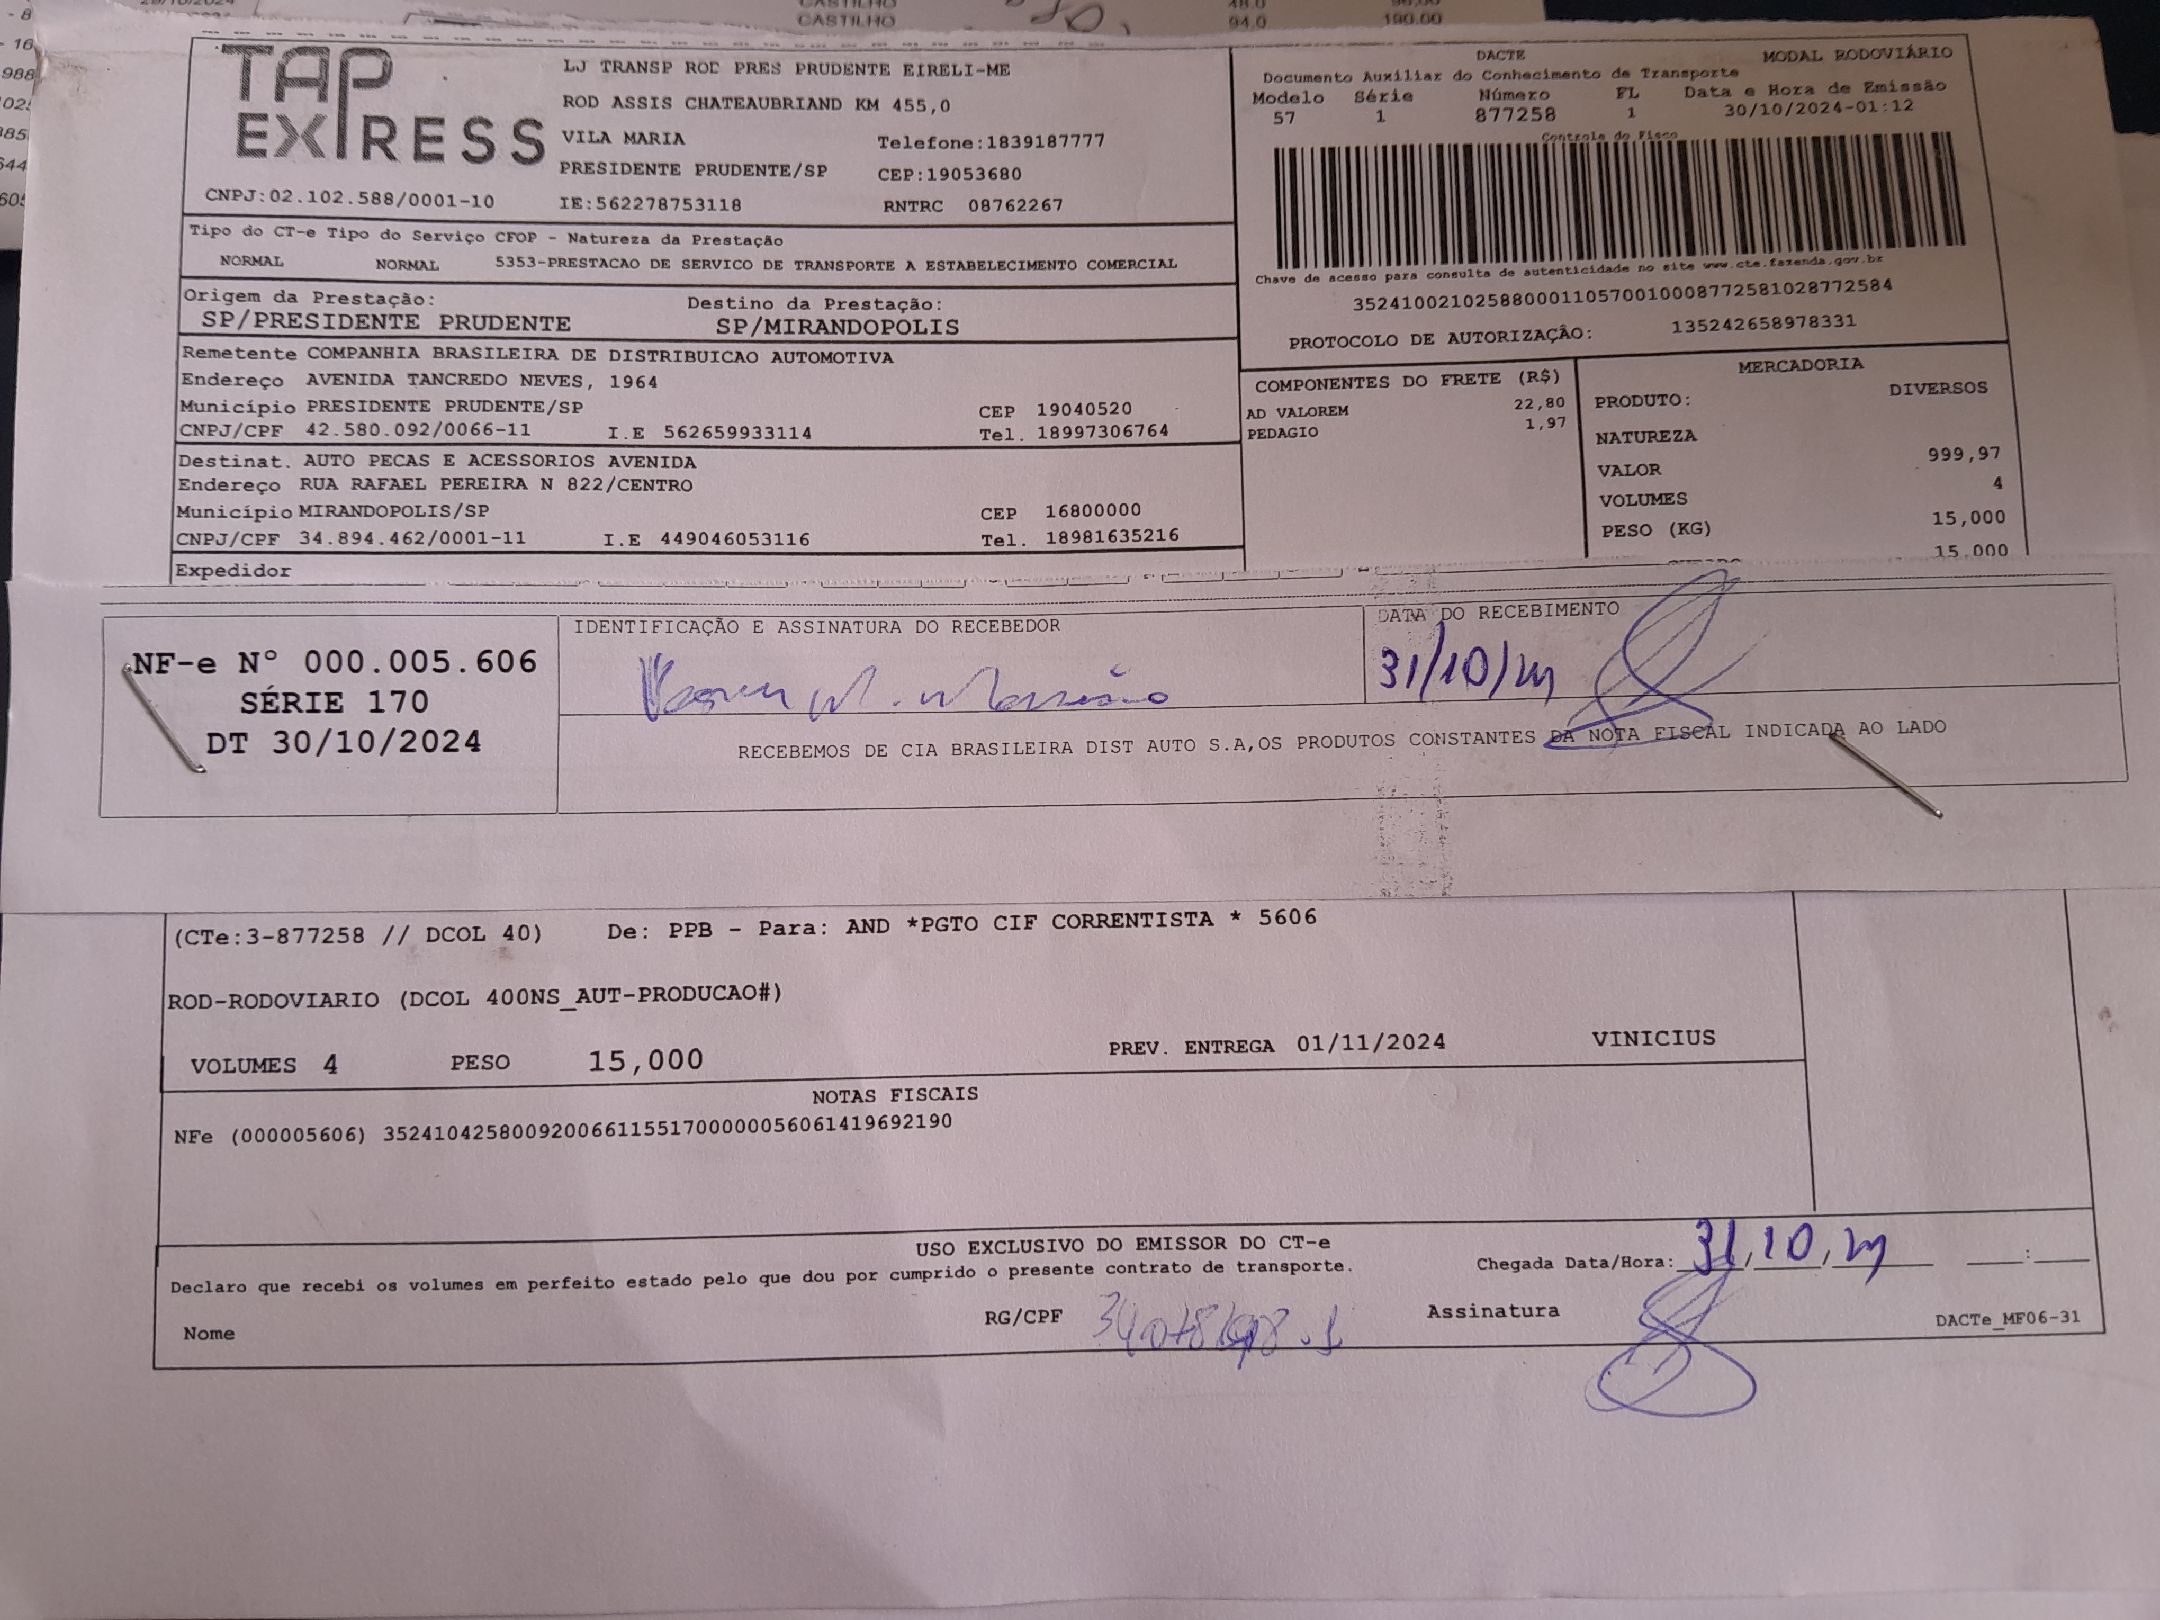 CASTILHO 94.0 190.00
TAP EXPRESS
LJ TRANSP ROD PRES PRUDENTE EIRELI-ME
ROD ASSIS CHATEAUBRIAND KM 455,0
VILA MARIA Telefone:1839187777
PRESIDENTE PRUDENTE/SP CEP:19053680
CNPJ:02.102.588/0001-10 IE:562278753118 RNTRC 08762267
DACTE MODAL RODOVIÁRIO
Documento Auxiliar do Conhecimento de Transporte
Modelo Série Número FL Data e Hora de Emissão
57 1 877258 1 30/10/2024-01:12
Controle do Fisco
Chave de acesso para consulta de autenticidade no site www.cte.fazenda.gov.br
35241002102588000110570010008772581028772584
PROTOCOLO DE AUTORIZAÇÃO: 135242658978331
Tipo do CT-e Tipo do Serviço CFOP - Natureza da Prestação
NORMAL NORMAL 5353-PRESTACAO DE SERVICO DE TRANSPORTE A ESTABELECIMENTO COMERCIAL
Origem da Prestação: Destino da Prestação:
SP/PRESIDENTE PRUDENTE SP/MIRANDOPOLIS
Remetente COMPANHIA BRASILEIRA DE DISTRIBUICAO AUTOMOTIVA
Endereço AVENIDA TANCREDO NEVES, 1964
Município PRESIDENTE PRUDENTE/SP CEP 19040520
CNPJ/CPF 42.580.092/0066-11 I.E 562659933114 Tel. 18997306764
Destinat. AUTO PECAS E ACESSORIOS AVENIDA
Endereço RUA RAFAEL PEREIRA N 822/CENTRO
Município MIRANDOPOLIS/SP CEP 16800000
CNPJ/CPF 34.894.462/0001-11 I.E 449046053116 Tel. 18981635216
Expedidor
COMPONENTES DO FRETE (R$)
AD VALOREM 22,80
PEDAGIO 1,97
MERCADORIA
PRODUTO: DIVERSOS
NATUREZA
VALOR 999,97
VOLUMES 4
PESO (KG) 15,000
15,000
NF-e Nº 000.005.606
SÉRIE 170
DT 30/10/2024
IDENTIFICAÇÃO E ASSINATURA DO RECEBEDOR
DATA DO RECEBIMENTO
31/10/24
RECEBEMOS DE CIA BRASILEIRA DIST AUTO S.A,OS PRODUTOS CONSTANTES DA NOTA FISCAL INDICADA AO LADO
(CTe:3-877258 // DCOL 40) De: PPB - Para: AND *PGTO CIF CORRENTISTA * 5606
ROD-RODOVIARIO (DCOL 400NS_AUT-PRODUCAO#)
VOLUMES 4 PESO 15,000 PREV. ENTREGA 01/11/2024 VINICIUS
NOTAS FISCAIS
NFe (000005606) 35241042580092006611551700000056061419692190
USO EXCLUSIVO DO EMISSOR DO CT-e
Declaro que recebi os volumes em perfeito estado pelo que dou por cumprido o presente contrato de transporte.
Chegada Data/Hora: 31/10/24 __:__
Nome RG/CPF Assinatura DACTe_MF06-31